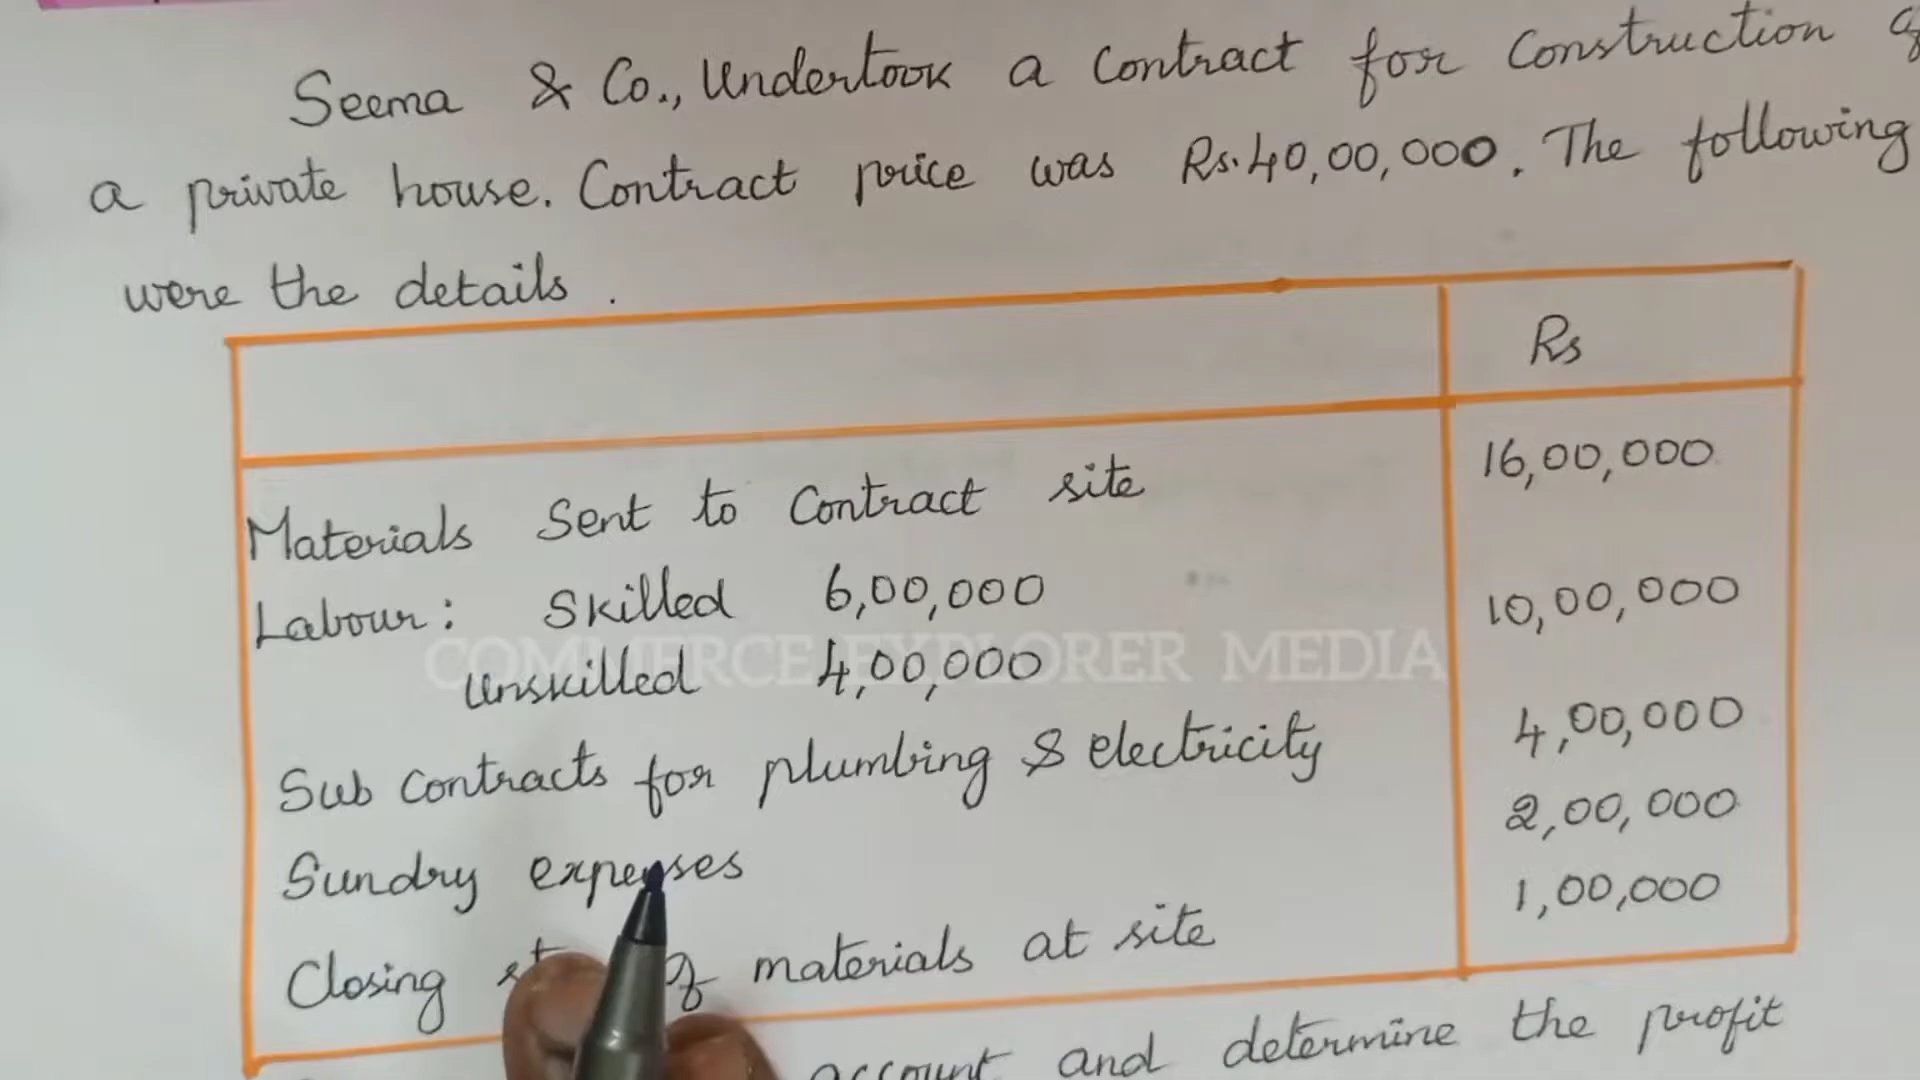 Seema & Co., Undertook a Contract for Construction of
a private house. Contract price was Rs.40,00,000. The following
were the details.
Rs
Materials Sent to Contract site 16,00,000
Labour: Skilled 6,00,000 10,00,000
Unskilled 4,00,000
COMMERCE EXPLORER MEDIA
Sub Contracts for plumbing & electricity 4,00,000
Sundry expenses 2,00,000
Closing of materials at site 1,00,000
account and determine the profit